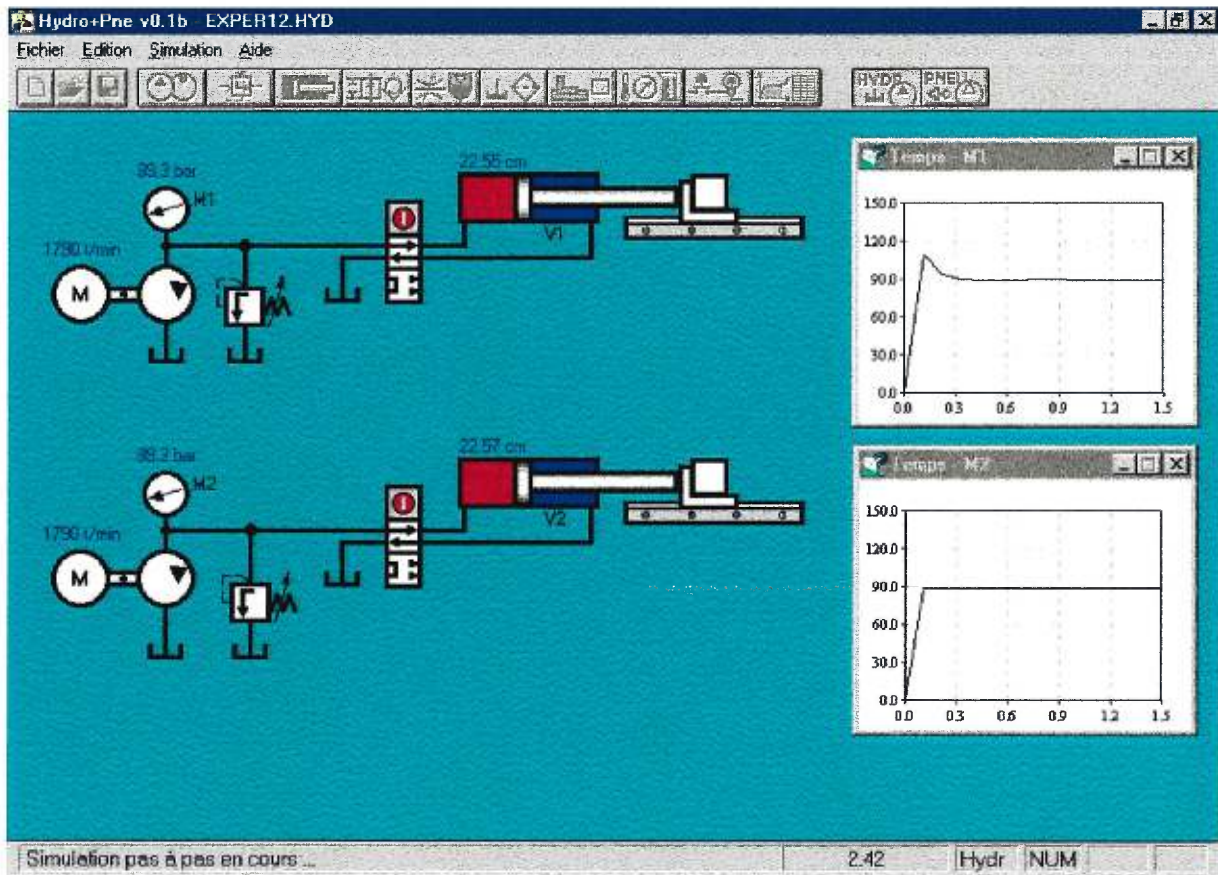 Hydro+Pne v0.1b - EXPER12.HYD
Fichier Edition Simulation Aide
HYDR PNEU
22.55 cm
89.3 bar
M1
1790 t/min
M
V1
Temps - M1
150.0
120.0
90.0
60.0
30.0
0.0
0.0 0.3 0.6 0.9 1.2 1.5
22.57 cm
M2
1790 t/min
M
V2
Temps - M2
150.0
120.0
90.0
60.0
30.0
0.0
0.0 0.3 0.6 0.9 1.2 1.5
Simulation pas à pas en cours ...
2.42 Hydr NUM